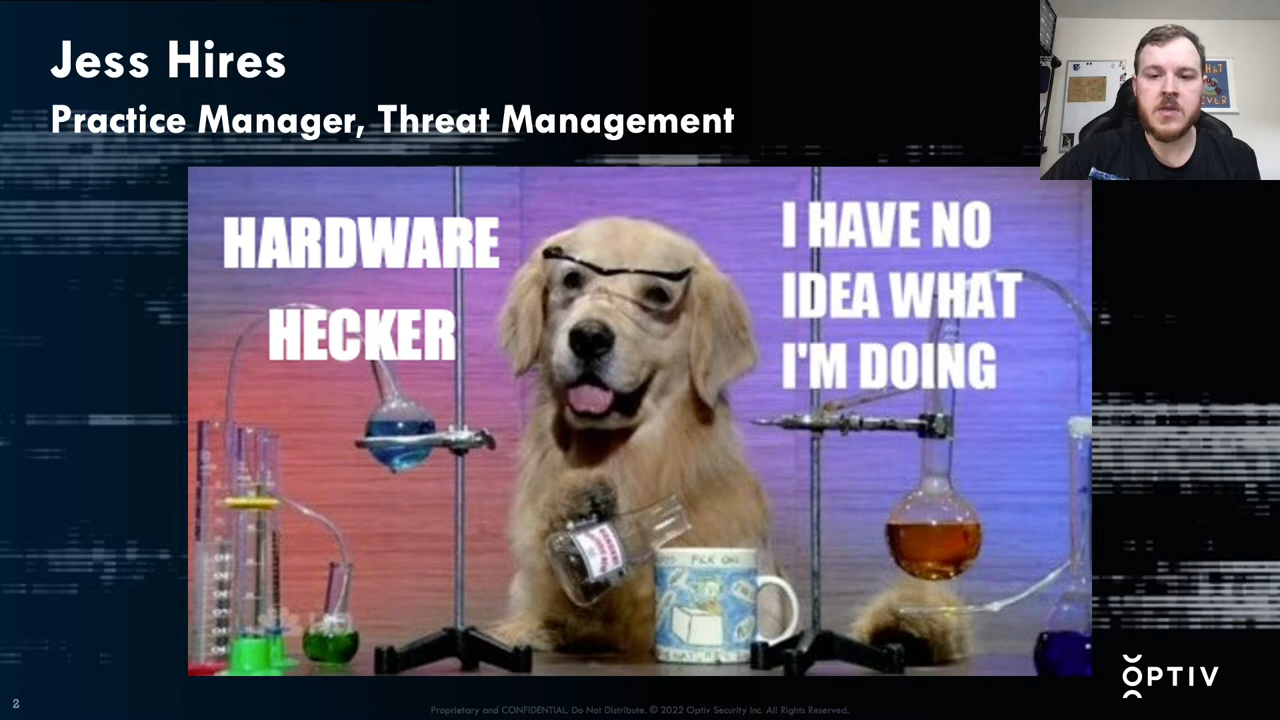 Jess Hires
Practice Manager, Threat Management
HARDWARE
HECKER
I HAVE NO
IDEA WHAT
I'M DOING
OPTIV
2
Proprietary and CONFIDENTIAL. Do Not Distribute. © 2022 Optiv Security Inc. All Rights Reserved.